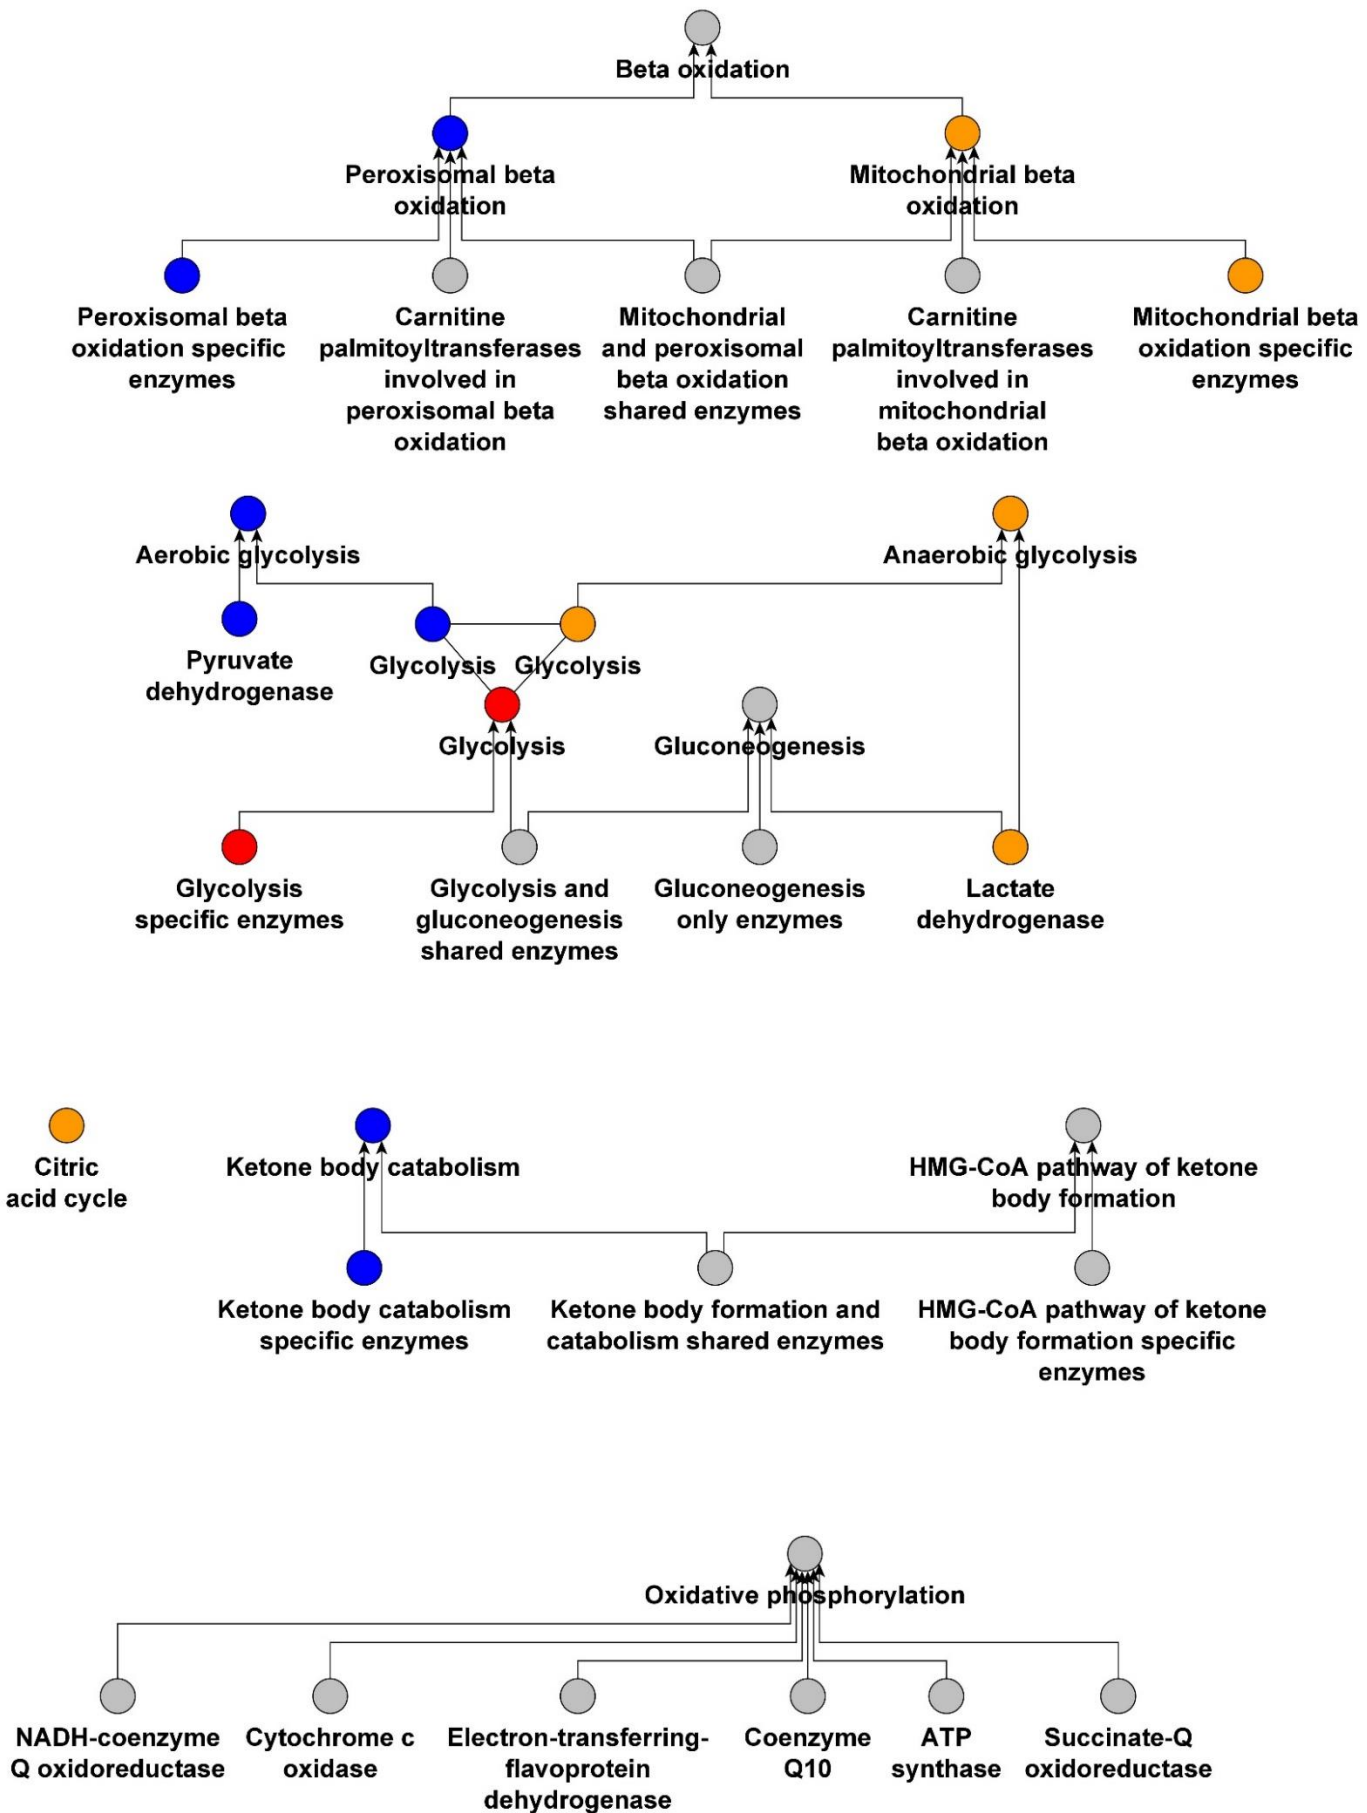 Beta oxidation
Peroxisomal beta
oxidation
Mitochondrial beta
oxidation
Peroxisomal beta
oxidation specific
enzymes
Carnitine
palmitoyltransferases
involved in
peroxisomal beta
oxidation
Mitochondrial
and peroxisomal
beta oxidation
shared enzymes
Carnitine
palmitoyltransferases
involved in
mitochondrial
beta oxidation
Mitochondrial beta
oxidation specific
enzymes
Aerobic glycolysis
Anaerobic glycolysis
Pyruvate
dehydrogenase
Glycolysis
Glycolysis
Glycolysis
Gluconeogenesis
Glycolysis
specific enzymes
Glycolysis and
gluconeogenesis
shared enzymes
Gluconeogenesis
only enzymes
Lactate
dehydrogenase
Citric
acid cycle
Ketone body catabolism
HMG-CoA pathway of ketone
body formation
Ketone body catabolism
specific enzymes
Ketone body formation and
catabolism shared enzymes
HMG-CoA pathway of ketone
body formation specific
enzymes
Oxidative phosphorylation
NADH-coenzyme
Q oxidoreductase
Cytochrome c
oxidase
Electron-transferring-
flavoprotein
dehydrogenase
Coenzyme
Q10
ATP
synthase
Succinate-Q
oxidoreductase